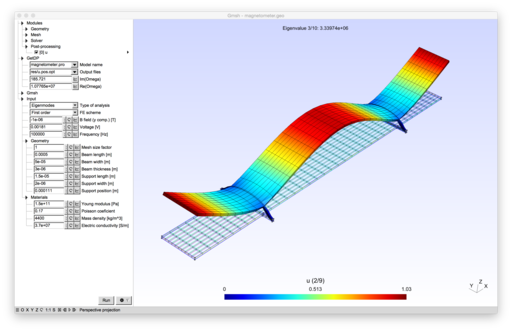 Gmsh - magnetometer.geo
Modules
Geometry
Mesh
Solver
Post-processing
[0] u
GetDP
magnetometer.pro Model name
res/u.pos.opt Output files
165.721 Im(Omega)
1.07765e+07 Re(Omega)
Gmsh
Input
Eigenmodes Type of analysis
First order FE scheme
-1e-06 B field (y comp.) [T]
0.00161 Voltage [V]
100000 Frequency [Hz]
Geometry
1 Mesh size factor
0.0005 Beam length [m]
5e-05 Beam width [m]
3e-06 Beam thickness [m]
1.5e-05 Support length [m]
2e-06 Support width [m]
0.000111 Support position [m]
Materials
1.5e+11 Young modulus [Pa]
0.17 Poisson coeficient
4400 Mass density [kg/m^3]
3.7e+07 Electric conductivity [S/m]
Run
Eigenvalue 3/10: 3.33974e+06
u (2/9)
0 0.513 1.03
Z
Y X
O X Y Z 1:1 S Perspective projection